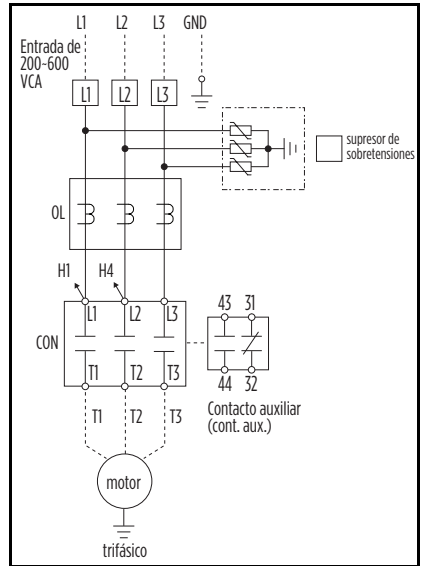 L1 L2 L3 GND
Entrada de
200~600
VCA
L1 L2 L3
supresor de
sobretensiones
OL
H1 H4
L1 L2 L3
43 31
CON
T1 T2 T3
44 32
T1 T2 T3
Contacto auxiliar
(cont. aux.)
motor
trifásico